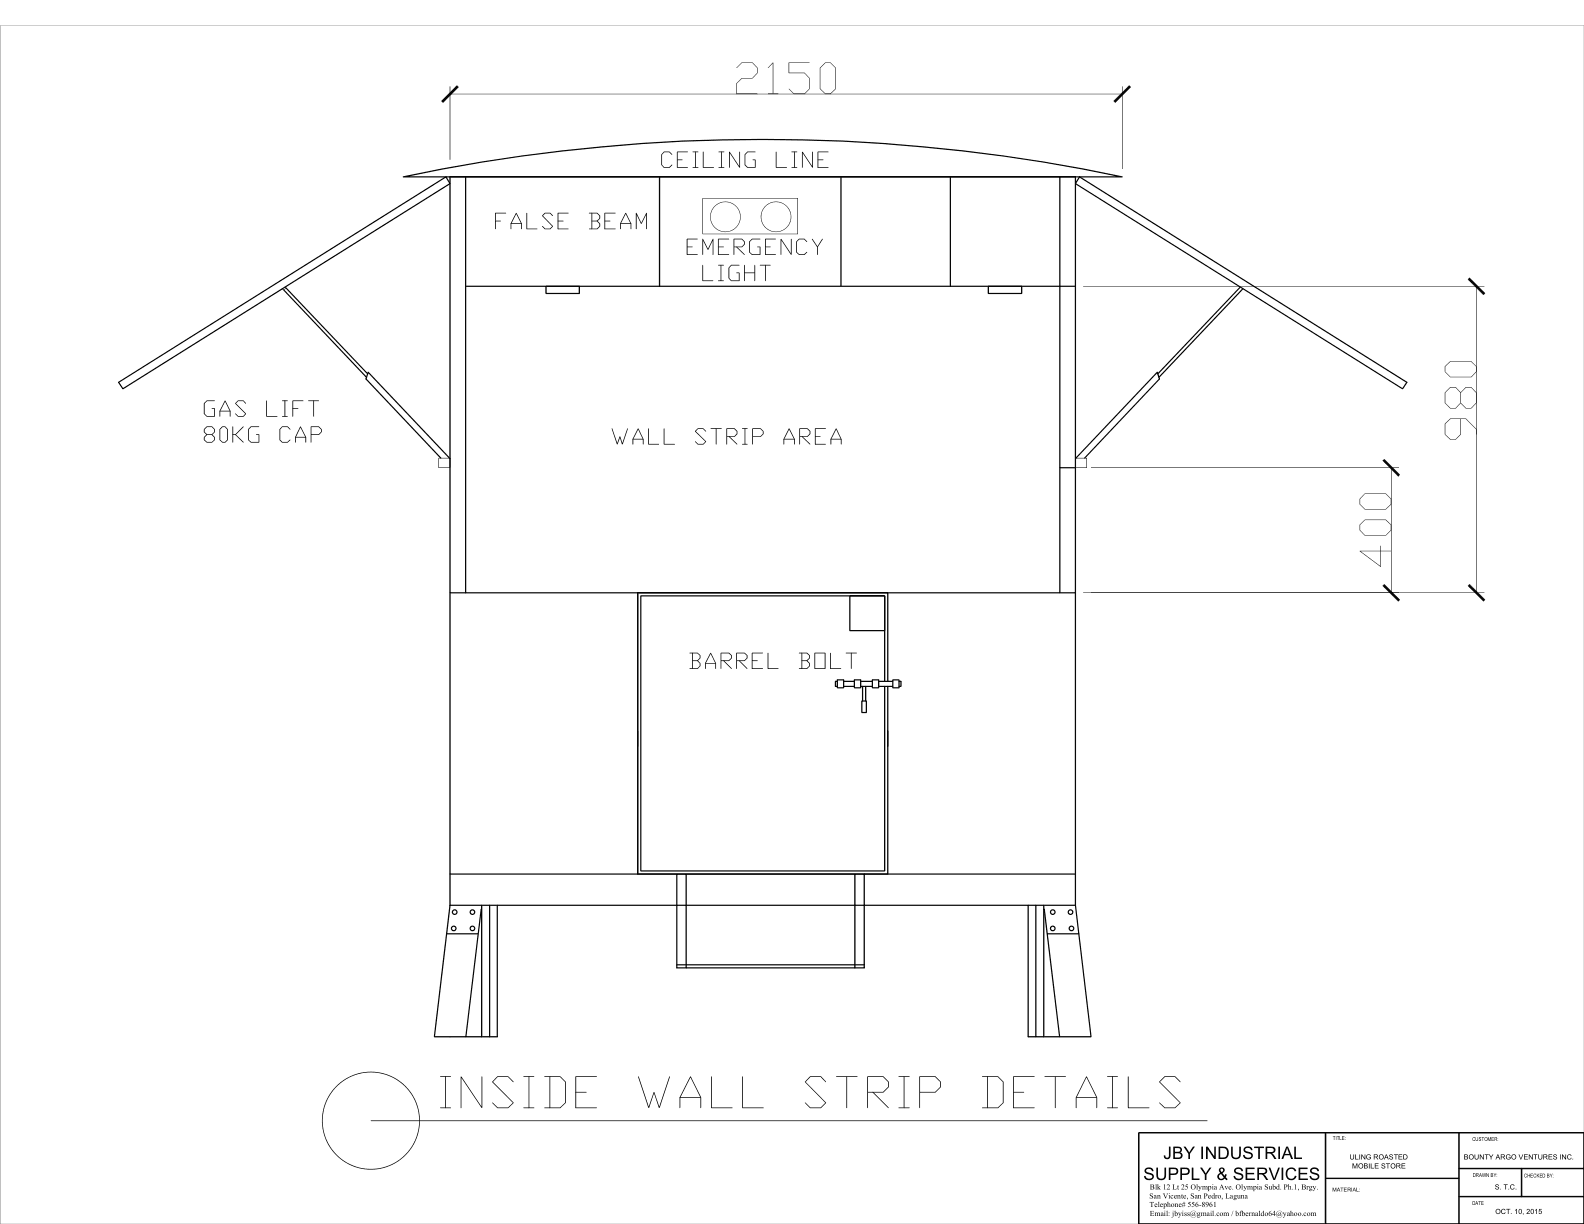 2150
CEILING LINE
FALSE BEAM
EMERGENCY
LIGHT
980
GAS LIFT
80KG CAP
WALL STRIP AREA
400
BARREL BOLT
INSIDE WALL STRIP DETAILS
JBY INDUSTRIAL
SUPPLY & SERVICES
Blk 12 Lt 25 Olympia Ave. Olympia Subd. Ph.1, Brgy.
San Vicente, San Pedro, Laguna
Telephone# 556-8961
Email: jbyiss@gmail.com / bfbernaldo64@yahoo.com
TITLE:
ULING ROASTED
MOBILE STORE
MATERIAL:
CUSTOMER:
BOUNTY ARGO VENTURES INC.
DRAWN BY:
S. T.C.
CHECKED BY:
DATE
OCT. 10, 2015